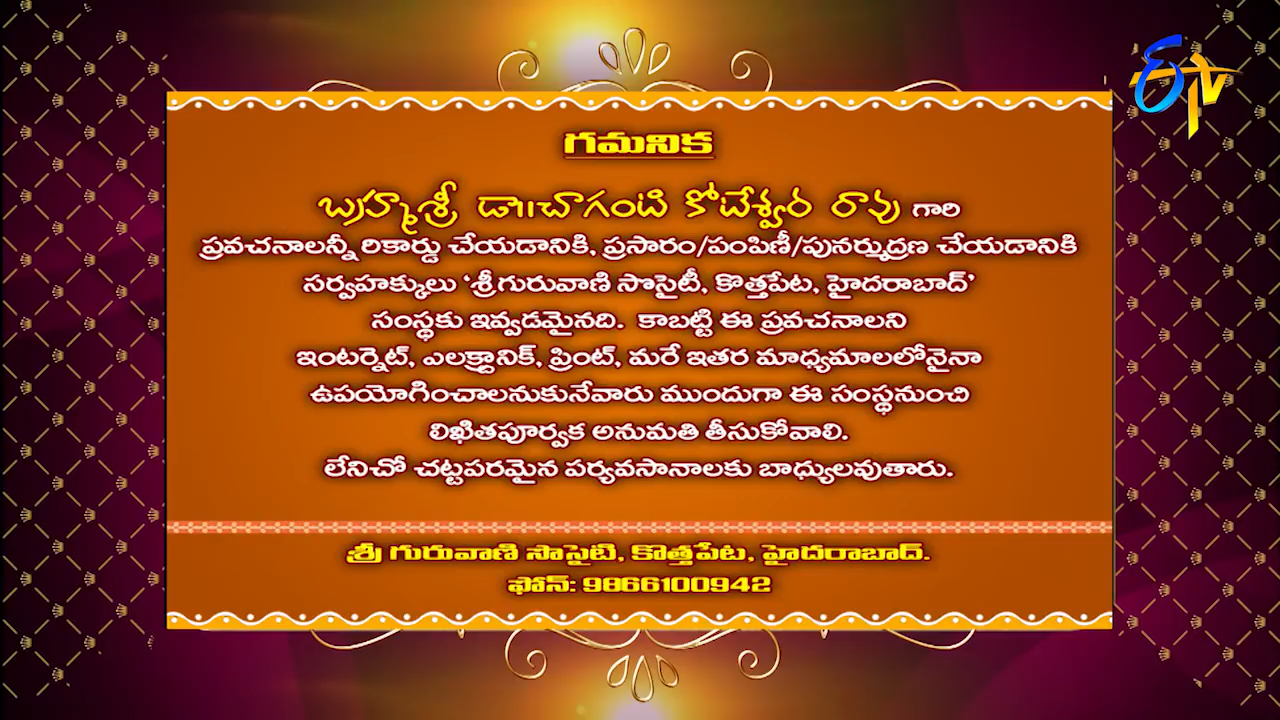 ETV
గమనిక
బ్రహ్మశ్రీ డా॥చాగంటి కోటేశ్వర రావు గారి
ప్రవచనాలన్నీ రికార్డు చేయడానికి, ప్రసారం/పంపిణీ/పునర్ముద్రణ చేయడానికి
సర్వహక్కులు ‘శ్రీగురువాణి సొసైటీ, కొత్తపేట, హైదరాబాద్’
సంస్థకు ఇవ్వడమైనది. కాబట్టి ఈ ప్రవచనాలని
ఇంటర్నెట్, ఎలక్ట్రానిక్, ప్రింట్, మరే ఇతర మాధ్యమాలలోనైనా
ఉపయోగించాలనుకునేవారు ముందుగా ఈ సంస్థనుంచి
లిఖితపూర్వక అనుమతి తీసుకోవాలి.
లేనిచో చట్టపరమైన పర్యవసానాలకు బాధ్యులవుతారు.
శ్రీ గురువాణి సొసైటి, కొత్తపేట, హైదరాబాద్.
ఫోన్: 9866100942